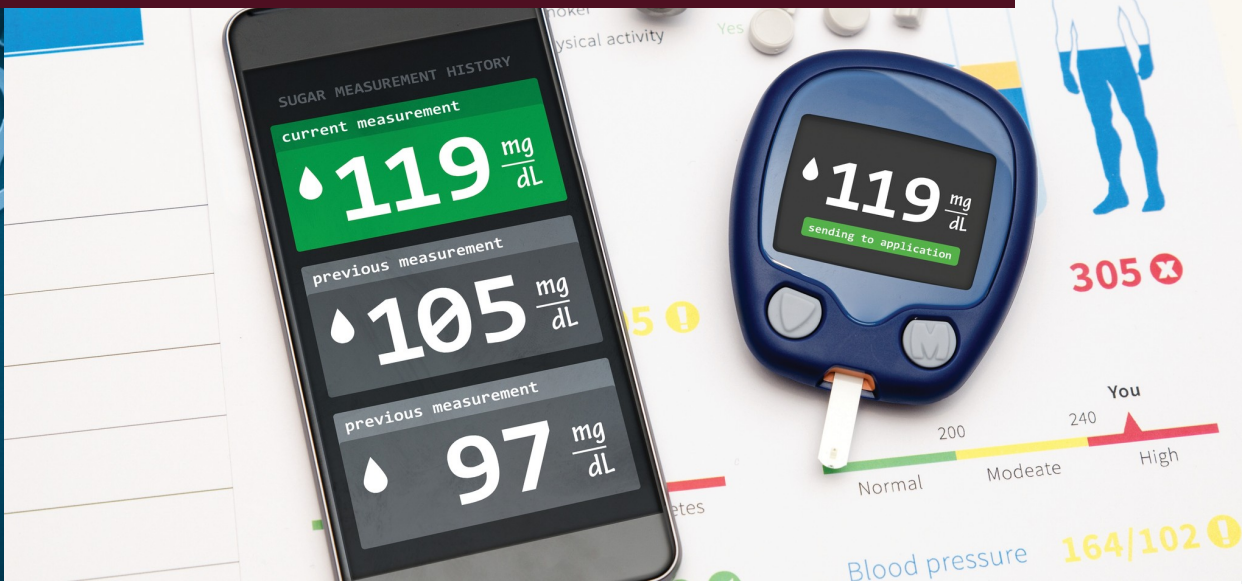 SUGAR MEASUREMENT HISTORY
current measurement
119 mg/dL
previous measurement
105 mg/dL
previous measurement
97 mg/dL
ysical activity
Yes
119 mg/dL
sending to application
M
5
305
You
200
240
Normal
Modeate
High
etes
Blood pressure
164/102